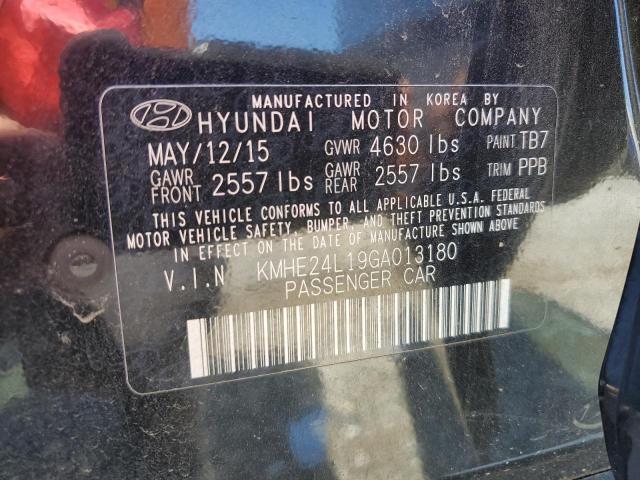 MANUFACTURED IN KOREA BY
HYUNDAI MOTOR COMPANY
MAY/12/15 GVWR 4630 lbs PAINT TB7
GAWR FRONT 2557 lbs GAWR REAR 2557 lbs TRIM PPB
THIS VEHICLE CONFORMS TO ALL APPLICABLE U.S.A. FEDERAL
MOTOR VEHICLE SAFETY, BUMPER, AND THEFT PREVENTION STANDARDS
IN EFFECT ON THE DATE OF MANUFACTURE SHOWN ABOVE
V.I.N KMHE24L19GA013180
PASSENGER CAR